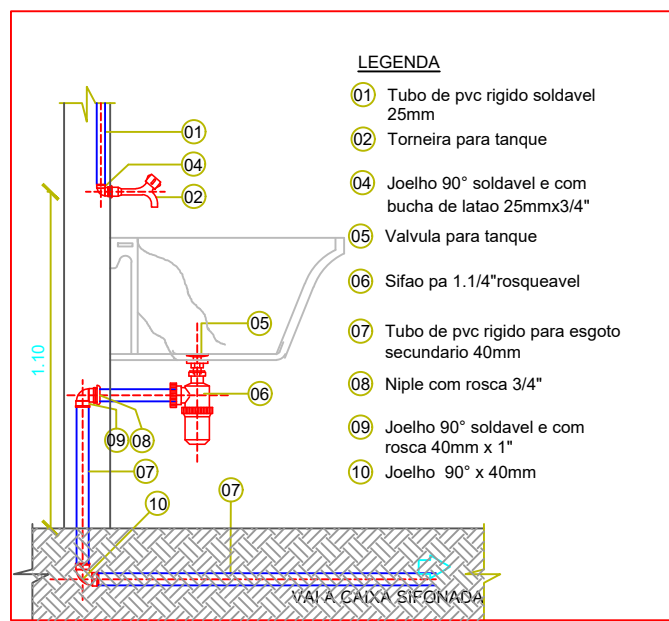 LEGENDA
01 Tubo de pvc rigido soldavel
25mm
02 Torneira para tanque
04 Joelho 90° soldavel e com
bucha de latao 25mmx3/4"
05 Valvula para tanque
06 Sifao pa 1.1/4"rosqueavel
07 Tubo de pvc rigido para esgoto
secundario 40mm
08 Niple com rosca 3/4"
09 Joelho 90° soldavel e com
rosca 40mm x 1"
10 Joelho 90° x 40mm
01
04
02
05
1.10
06
09 08
07
10
07
VAI A CAIXA SIFONADA